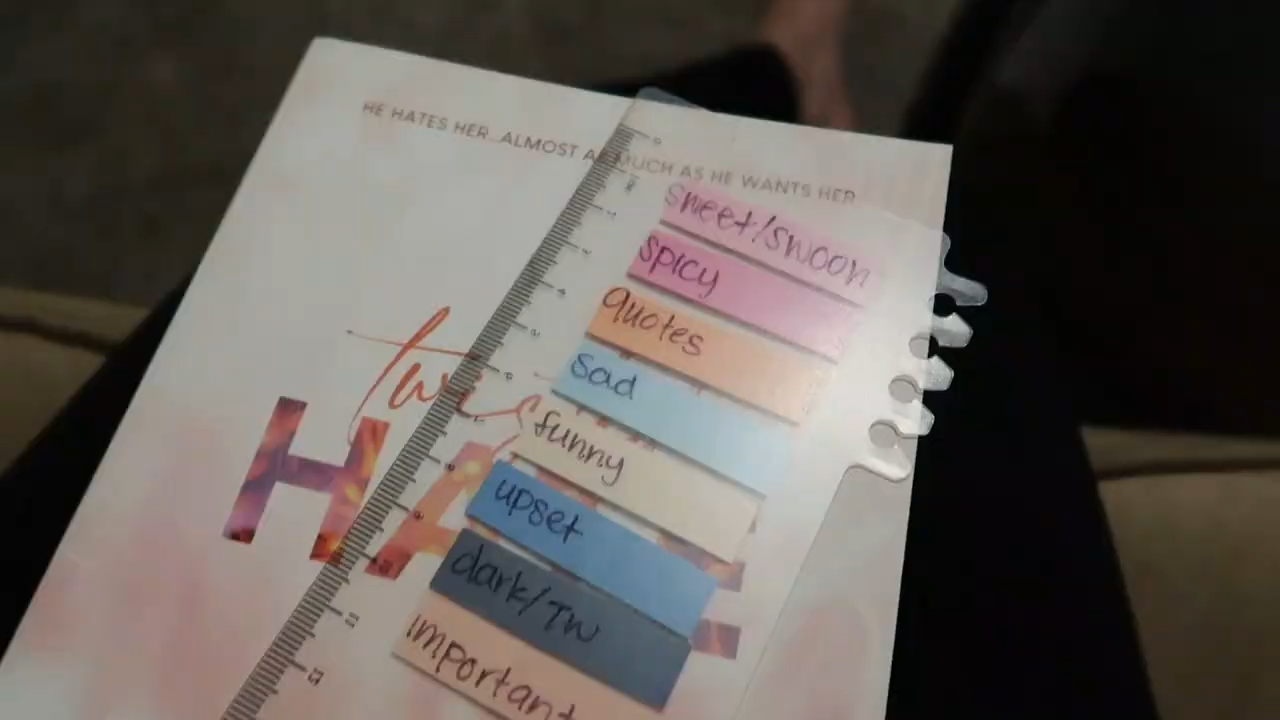 HE HATES HER...ALMOST AS MUCH AS HE WANTS HER
sweet/swoon
spicy
quotes
sad
funny
upset
dark/TW
important